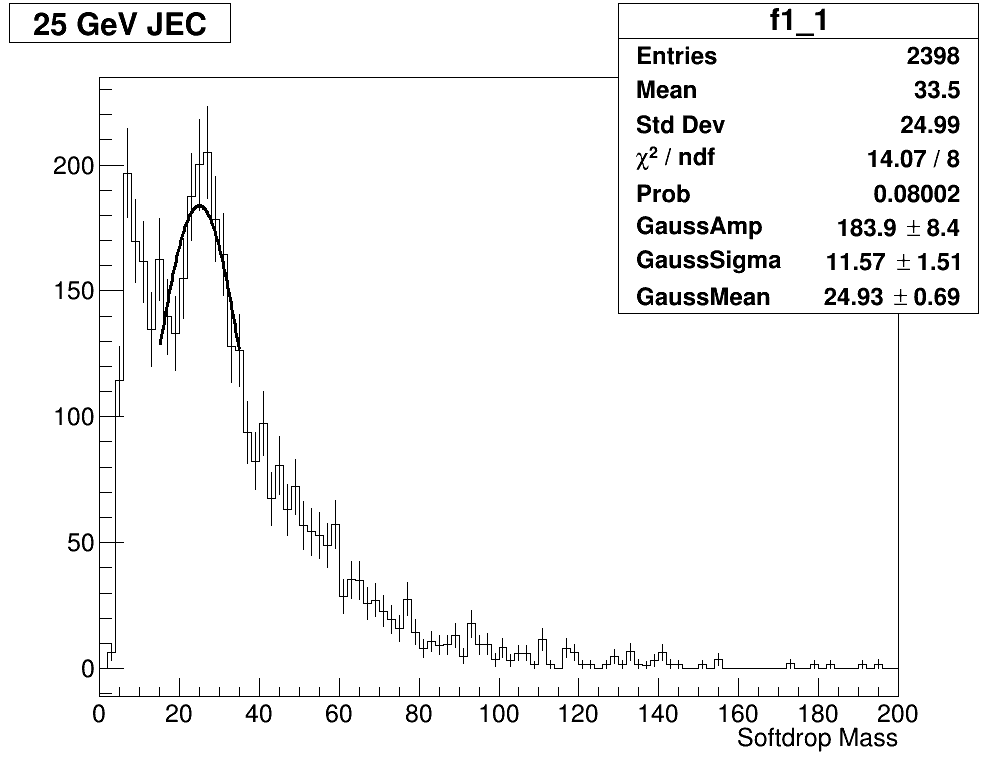 25 GeV JEC
f1_1
Entries 2398
Mean 33.5
Std Dev 24.99
χ² / ndf 14.07 / 8
Prob 0.08002
GaussAmp 183.9 ± 8.4
GaussSigma 11.57 ± 1.51
GaussMean 24.93 ± 0.69
200
150
100
50
0
0 20 40 60 80 100 120 140 160 180 200
Softdrop Mass